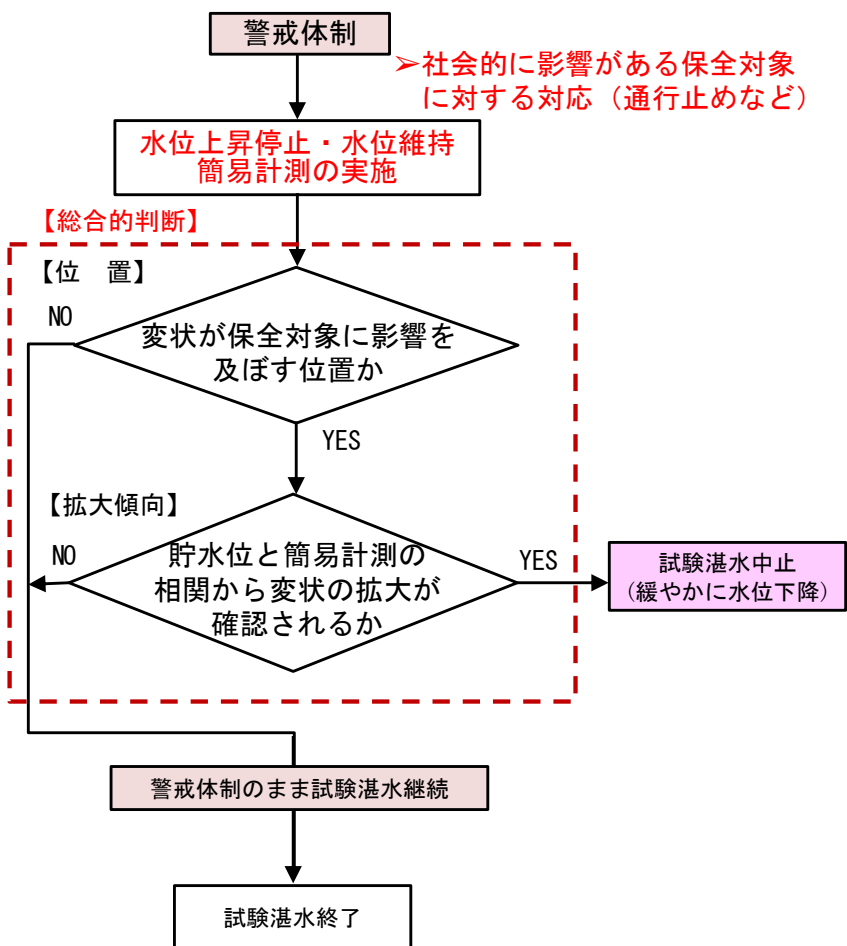 警戒体制
➢社会的に影響がある保全対象
に対する対応（通行止めなど）
水位上昇停止・水位維持
簡易計測の実施
【総合的判断】
【位　置】
NO
変状が保全対象に影響を
及ぼす位置か
YES
【拡大傾向】
NO
貯水位と簡易計測の
相関から変状の拡大が
確認されるか
YES
試験湛水中止
(緩やかに水位下降)
警戒体制のまま試験湛水継続
試験湛水終了